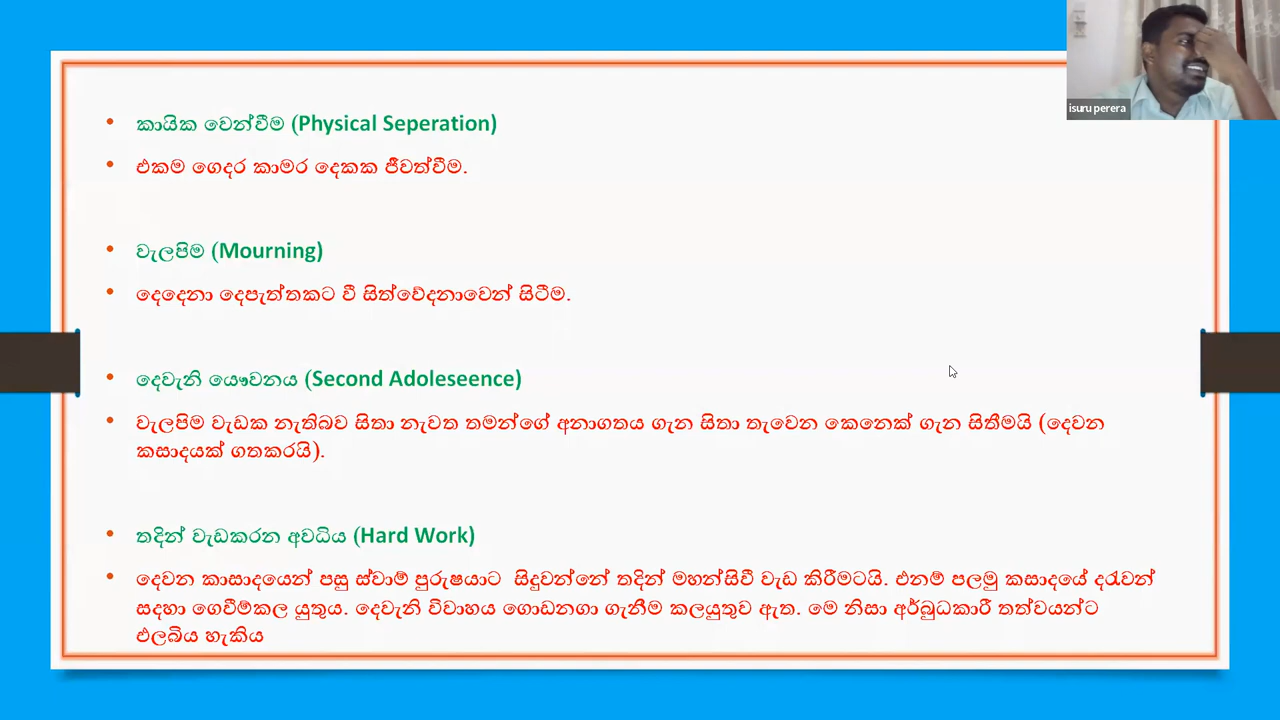 isuru perera
• කායික වෙන්වීම (Physical Seperation)
• එකම ගෙදර කාමර දෙකක ජීවත්වීම.
• වැලපිම (Mourning)
• දෙදෙනා දෙපැත්තකට වී සිත්වේදනාවෙන් සිටීම.
• දෙවැනි යෞවනය (Second Adoleseence)
• වැලපිම වැඩක නැතිබව සිතා නැවත තමන්ගේ අනාගතය ගැන සිතා තැවෙන කෙනෙක් ගැන සිතීමයි (දෙවන
කසාදයක් ගතකරයි).
• තදින් වැඩකරන අවධිය (Hard Work)
• දෙවන කාසාදයෙන් පසු ස්වාමි පුරුෂයාට සිදුවන්නේ තදින් මහන්සිවී වැඩ කිරීමටයි. එනම් පලමු කසාදයේ දරුවන්
සදහා ගෙවීම්කල යුතුය. දෙවැනි විවාහය ගොඩනගා ගැනීම කලයුතුව ඇත. මෙ නිසා අර්බුධකාරී තත්වයන්ට
එලබිය හැකිය